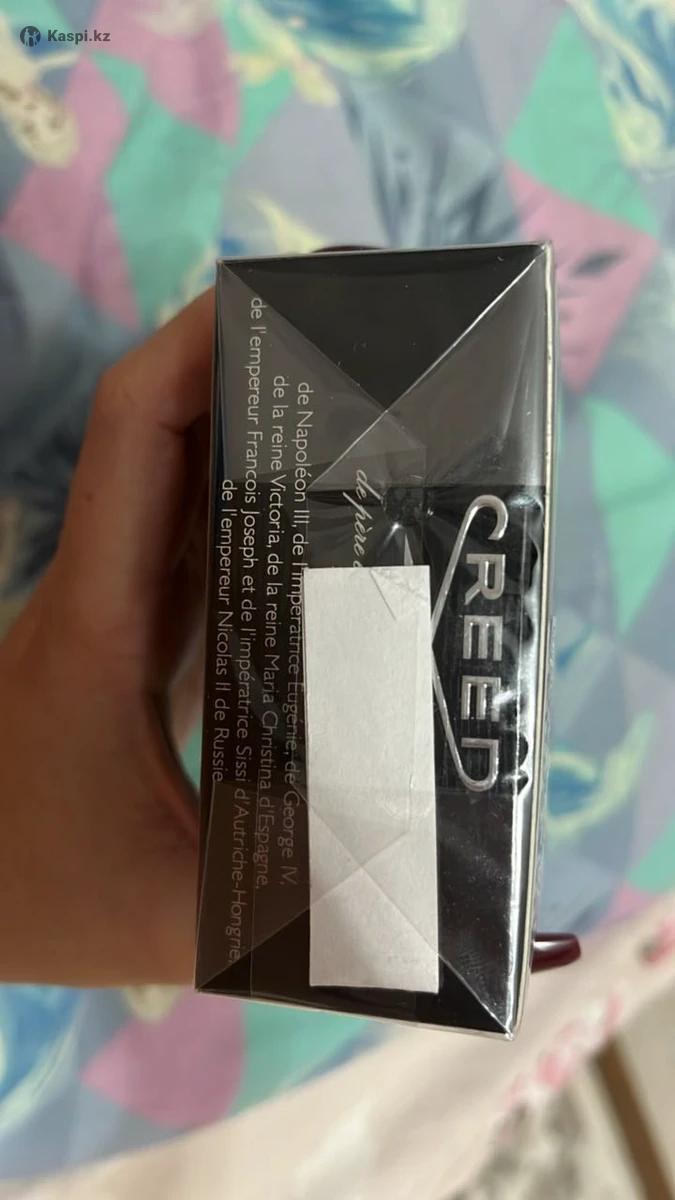 Kaspi.kz
CREED
de père
de Napoléon III, de l'impératrice Eugénie, de George IV,
de la reine Victoria, de la reine Maria Christina d'Espagne,
de l'empereur François Joseph et de l'impératrice Sissi d'Autriche-Hongrie,
de l'empereur Nicolas II de Russie